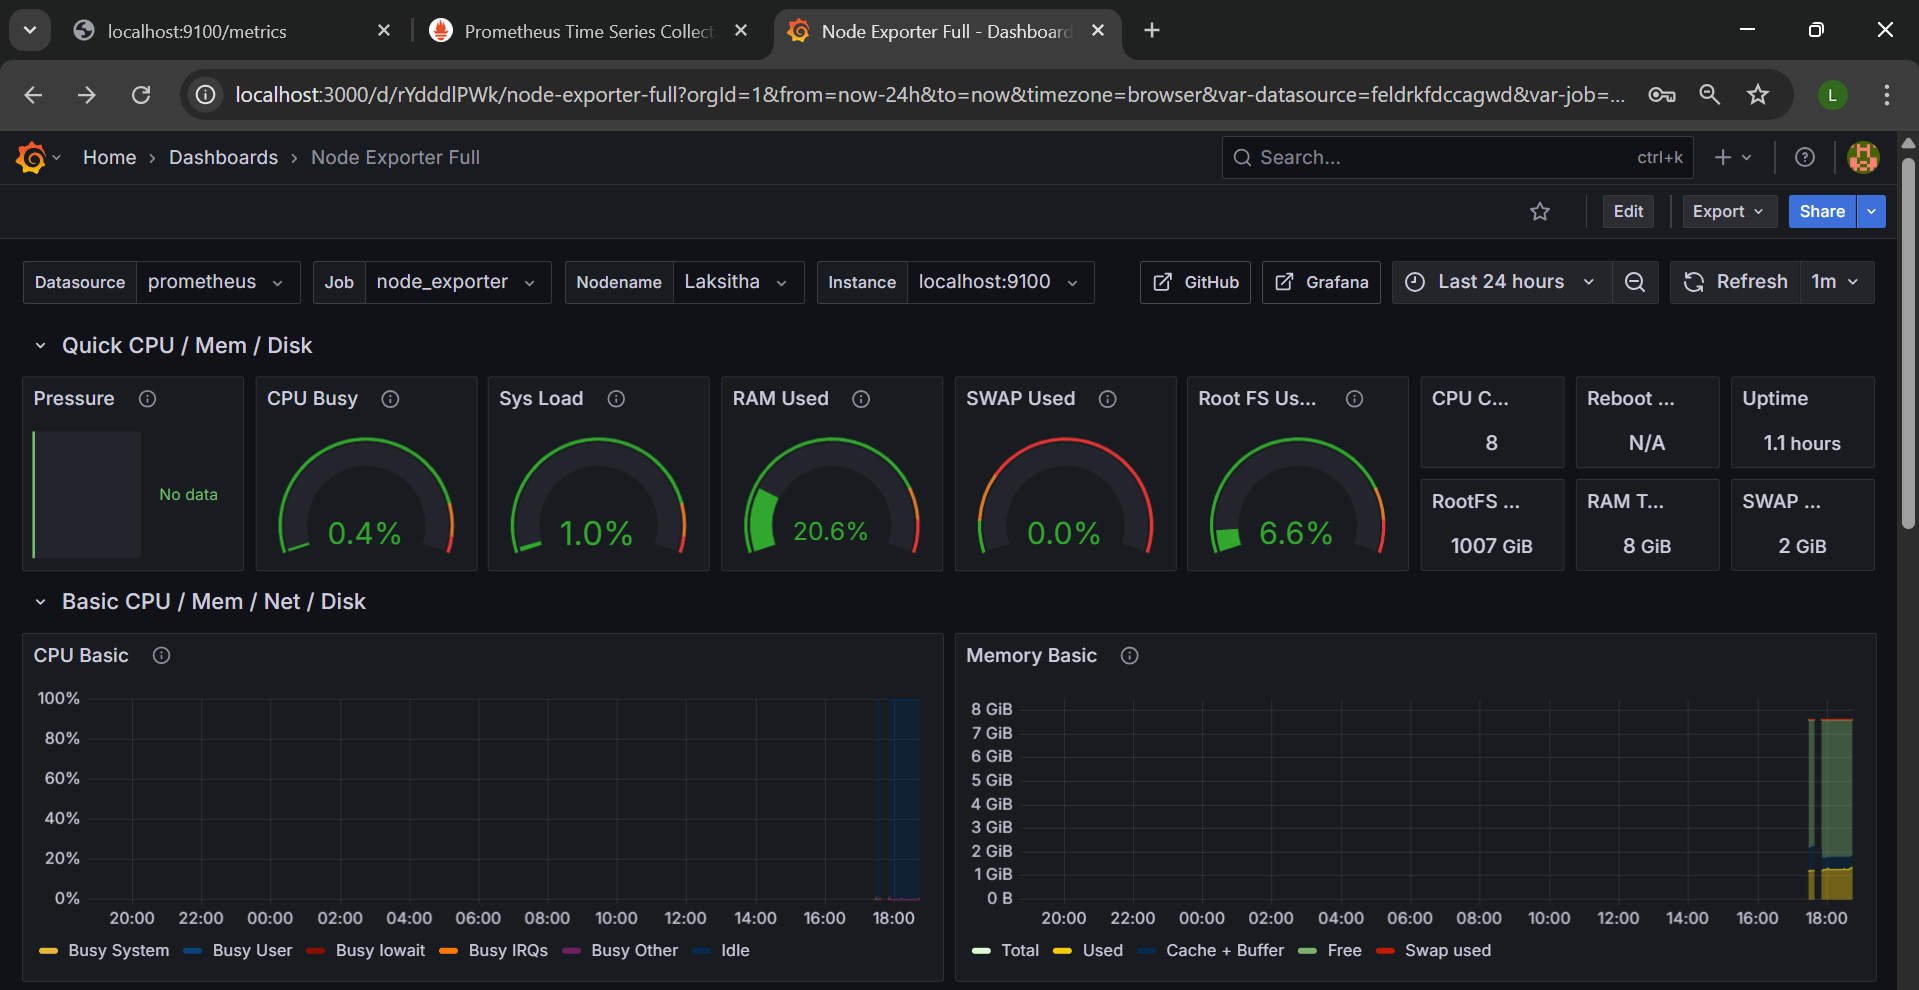 localhost:9100/metrics
Prometheus Time Series Collect
Node Exporter Full - Dashboard
localhost:3000/d/rYdddlPWk/node-exporter-full?orgId=1&from=now-24h&to=now&timezone=browser&var-datasource=feldrkfdccagwd&var-job=...
L
Home › Dashboards › Node Exporter Full
Search... ctrl+k
Edit Export Share
Datasource prometheus Job node_exporter Nodename Laksitha Instance localhost:9100 GitHub Grafana Last 24 hours Refresh 1m
Quick CPU / Mem / Disk
Pressure CPU Busy Sys Load RAM Used SWAP Used Root FS Us... CPU C... Reboot ... Uptime
8 N/A 1.1 hours
No data
RootFS ... RAM T... SWAP ...
0.4% 1.0% 20.6% 0.0% 6.6%
1007 GiB 8 GiB 2 GiB
Basic CPU / Mem / Net / Disk
CPU Basic
100%
80%
60%
40%
20%
0%
20:00 22:00 00:00 02:00 04:00 06:00 08:00 10:00 12:00 14:00 16:00 18:00
Busy System Busy User Busy Iowait Busy IRQs Busy Other Idle
Memory Basic
8 GiB
7 GiB
6 GiB
5 GiB
4 GiB
3 GiB
2 GiB
1 GiB
0 B
20:00 22:00 00:00 02:00 04:00 06:00 08:00 10:00 12:00 14:00 16:00 18:00
Total Used Cache + Buffer Free Swap used